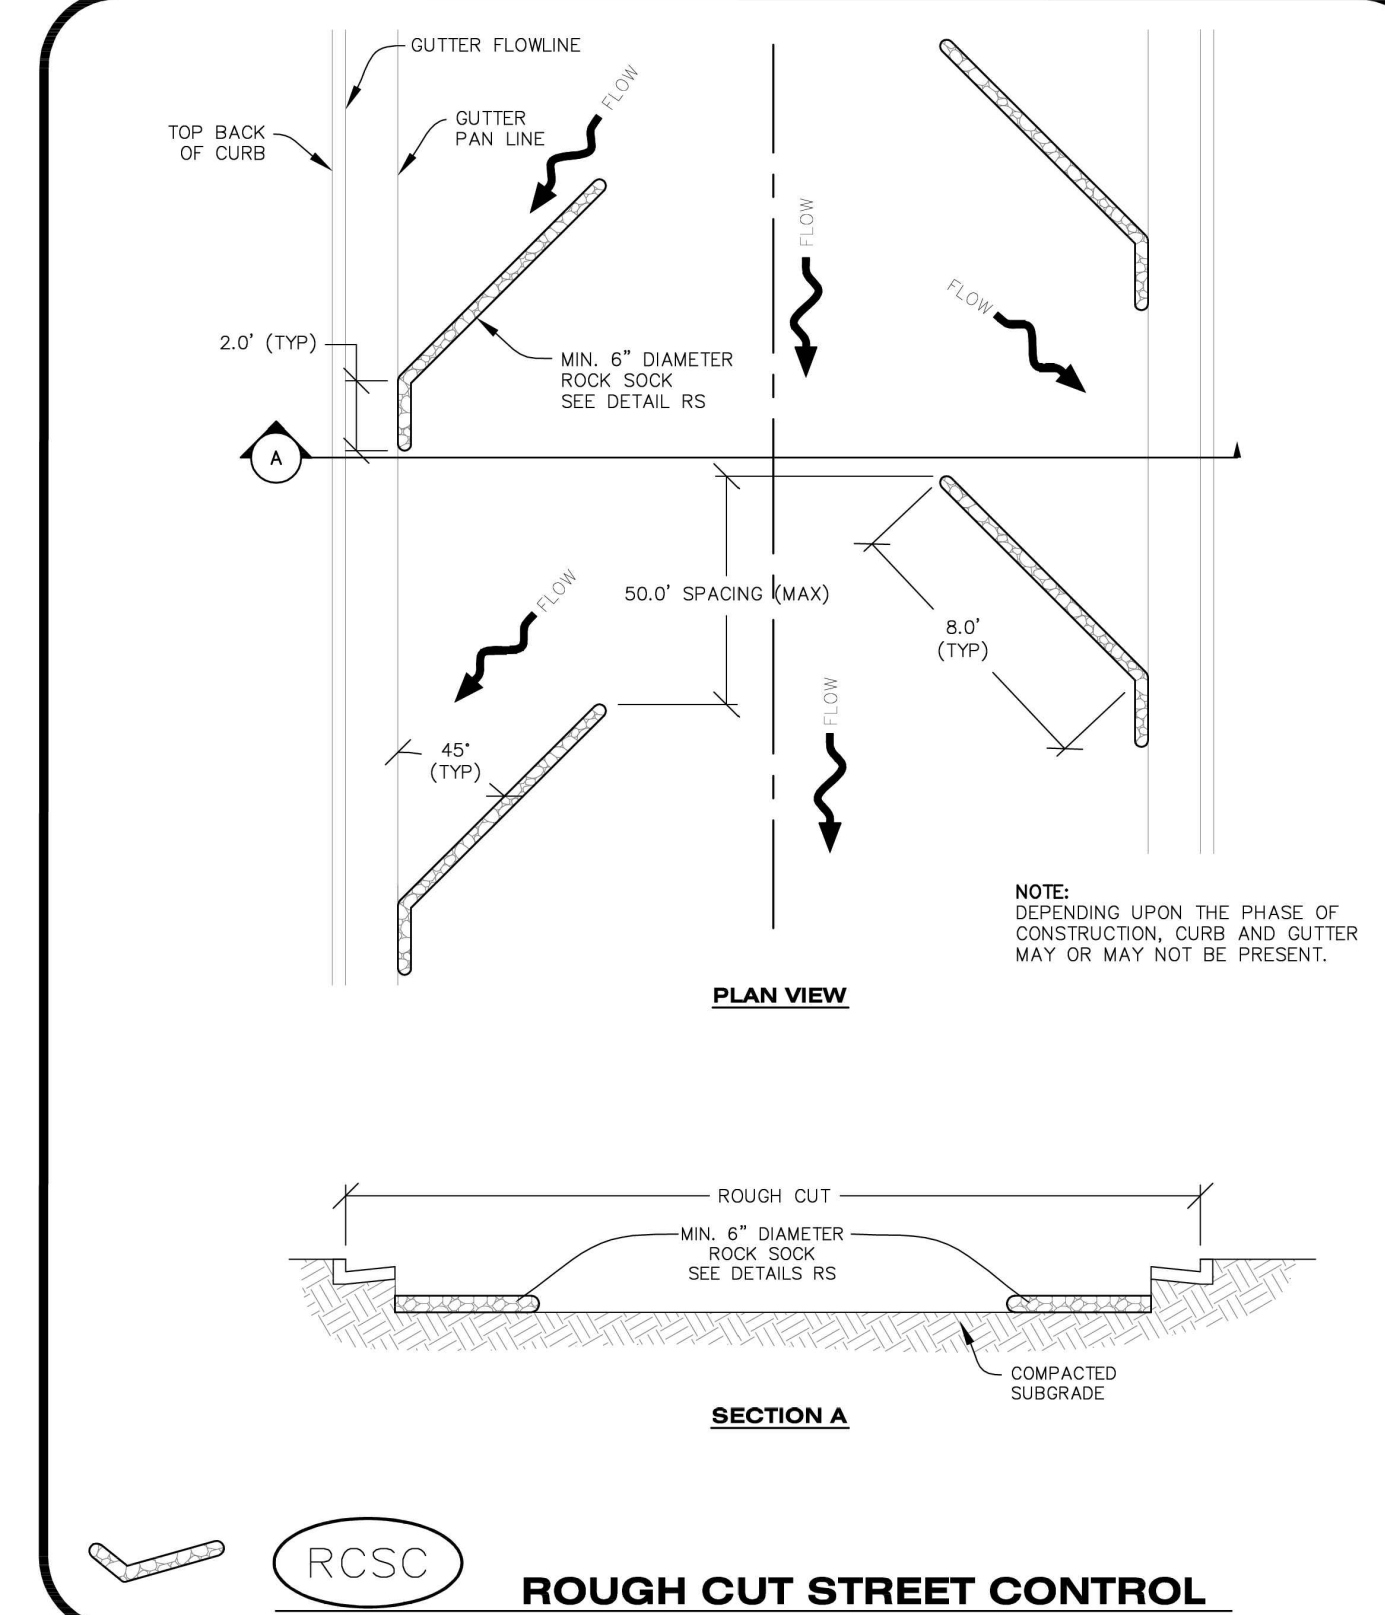 GUTTER FLOWLINE
FLOW
GUTTER
PAN LINE
TOP BACK
OF CURB
FLOW
FLOW
2.0' (TYP)
MIN. 6" DIAMETER
ROCK SOCK
SEE DETAIL RS
A
50.0' SPACING (MAX)
FLOW
8.0'
(TYP)
FLOW
45°
(TYP)
NOTE:
DEPENDING UPON THE PHASE OF
CONSTRUCTION, CURB AND GUTTER
MAY OR MAY NOT BE PRESENT.
PLAN VIEW
ROUGH CUT
MIN. 6" DIAMETER
ROCK SOCK
SEE DETAILS RS
COMPACTED
SUBGRADE
SECTION A
RCSC
ROUGH CUT STREET CONTROL